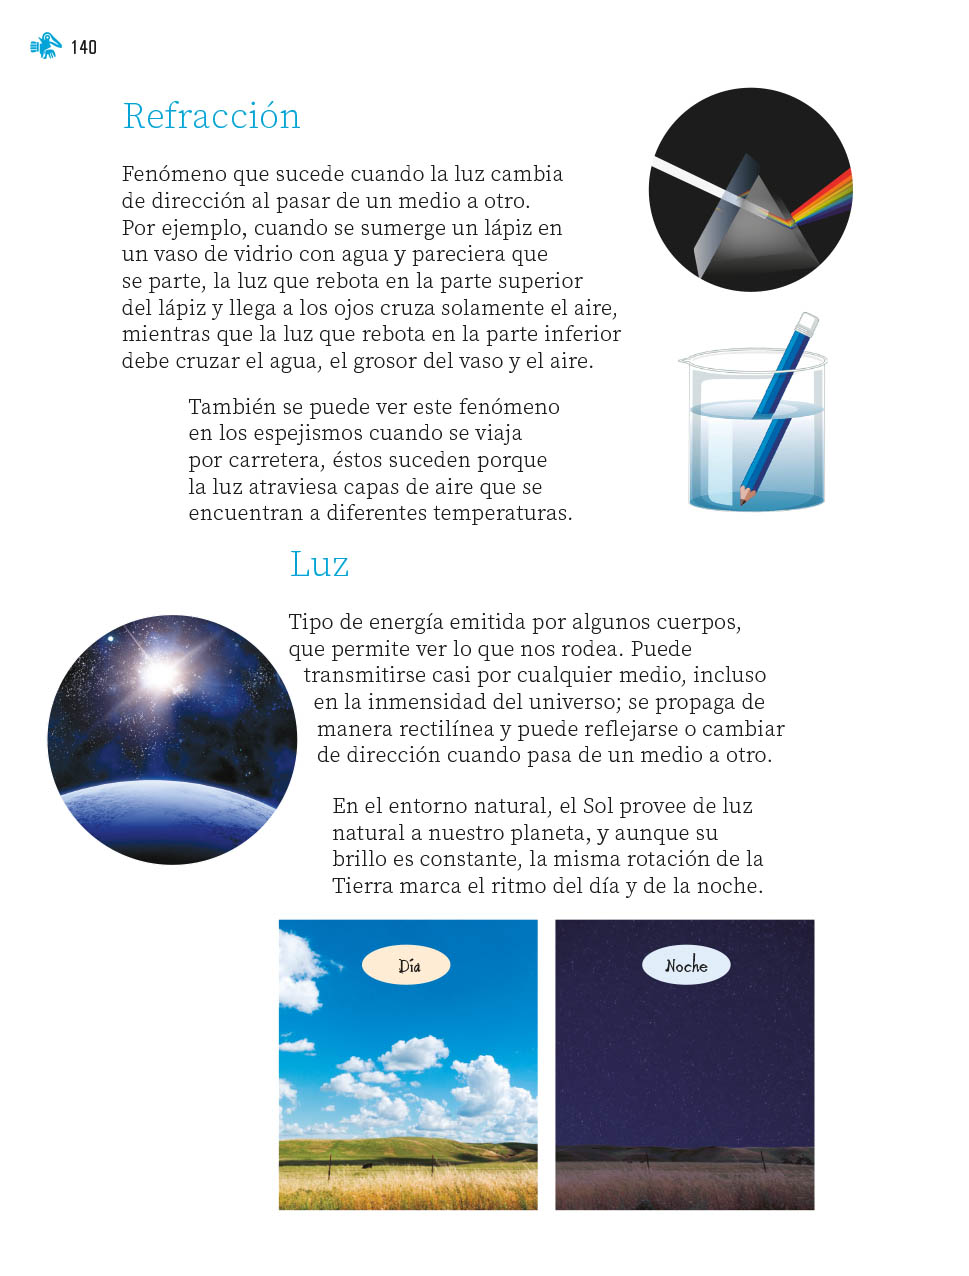 140
Refracción
Fenómeno que sucede cuando la luz cambia
de dirección al pasar de un medio a otro.
Por ejemplo, cuando se sumerge un lápiz en
un vaso de vidrio con agua y pareciera que
se parte, la luz que rebota en la parte superior
del lápiz y llega a los ojos cruza solamente el aire,
mientras que la luz que rebota en la parte inferior
debe cruzar el agua, el grosor del vaso y el aire.
También se puede ver este fenómeno
en los espejismos cuando se viaja
por carretera, éstos suceden porque
la luz atraviesa capas de aire que se
encuentran a diferentes temperaturas.
Luz
Tipo de energía emitida por algunos cuerpos,
que permite ver lo que nos rodea. Puede
transmitirse casi por cualquier medio, incluso
en la inmensidad del universo; se propaga de
manera rectilínea y puede reflejarse o cambiar
de dirección cuando pasa de un medio a otro.
En el entorno natural, el Sol provee de luz
natural a nuestro planeta, y aunque su
brillo es constante, la misma rotación de la
Tierra marca el ritmo del día y de la noche.
Día
Noche